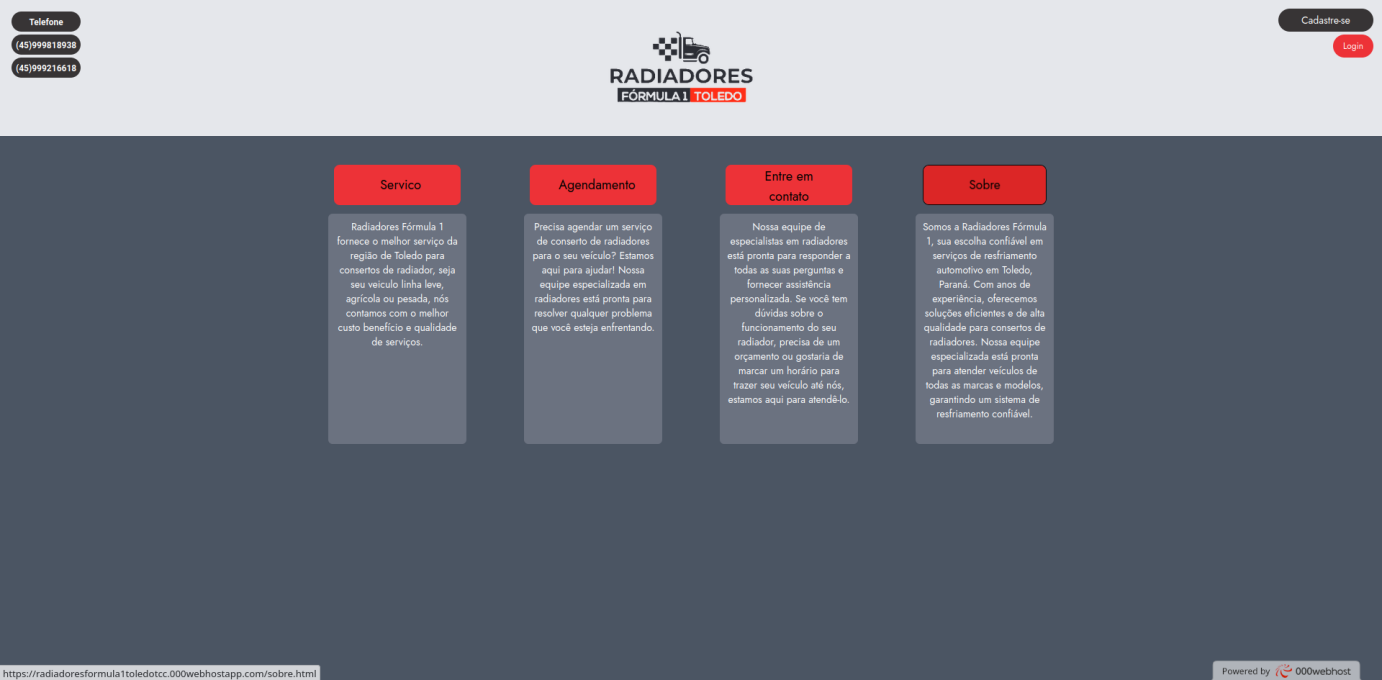 Telefone
(45)999818938
(45)999216618
RADIADORES
FÓRMULA 1 TOLEDO
Cadastre-se
Login
Servico
Radiadores Fórmula 1
fornece o melhor serviço da
região de Toledo para
consertos de radiador, seja
seu veículo linha leve,
agrícola ou pesada, nós
contamos com o melhor
custo benefício e qualidade
de serviços.
Agendamento
Precisa agendar um serviço
de conserto de radiadores
para o seu veículo? Estamos
aqui para ajudar! Nossa
equipe especializada em
radiadores está pronta para
resolver qualquer problema
que você esteja enfrentando.
Entre em
contato
Nossa equipe de
especialistas em radiadores
está pronta para responder a
todas as suas perguntas e
fornecer assistência
personalizada. Se você tem
dúvidas sobre o
funcionamento do seu
radiador, precisa de um
orçamento ou gostaria de
marcar um horário para
trazer seu veículo até nós,
estamos aqui para atendê-lo.
Sobre
Somos a Radiadores Fórmula
1, sua escolha confiável em
serviços de resfriamento
automotivo em Toledo,
Paraná. Com anos de
experiência, oferecemos
soluções eficientes e de alta
qualidade para consertos de
radiadores. Nossa equipe
especializada está pronta
para atender veículos de
todas as marcas e modelos,
garantindo um sistema de
resfriamento confiável.
https://radiadoresformula1toledotcc.000webhostapp.com/sobre.html
Powered by 000webhost